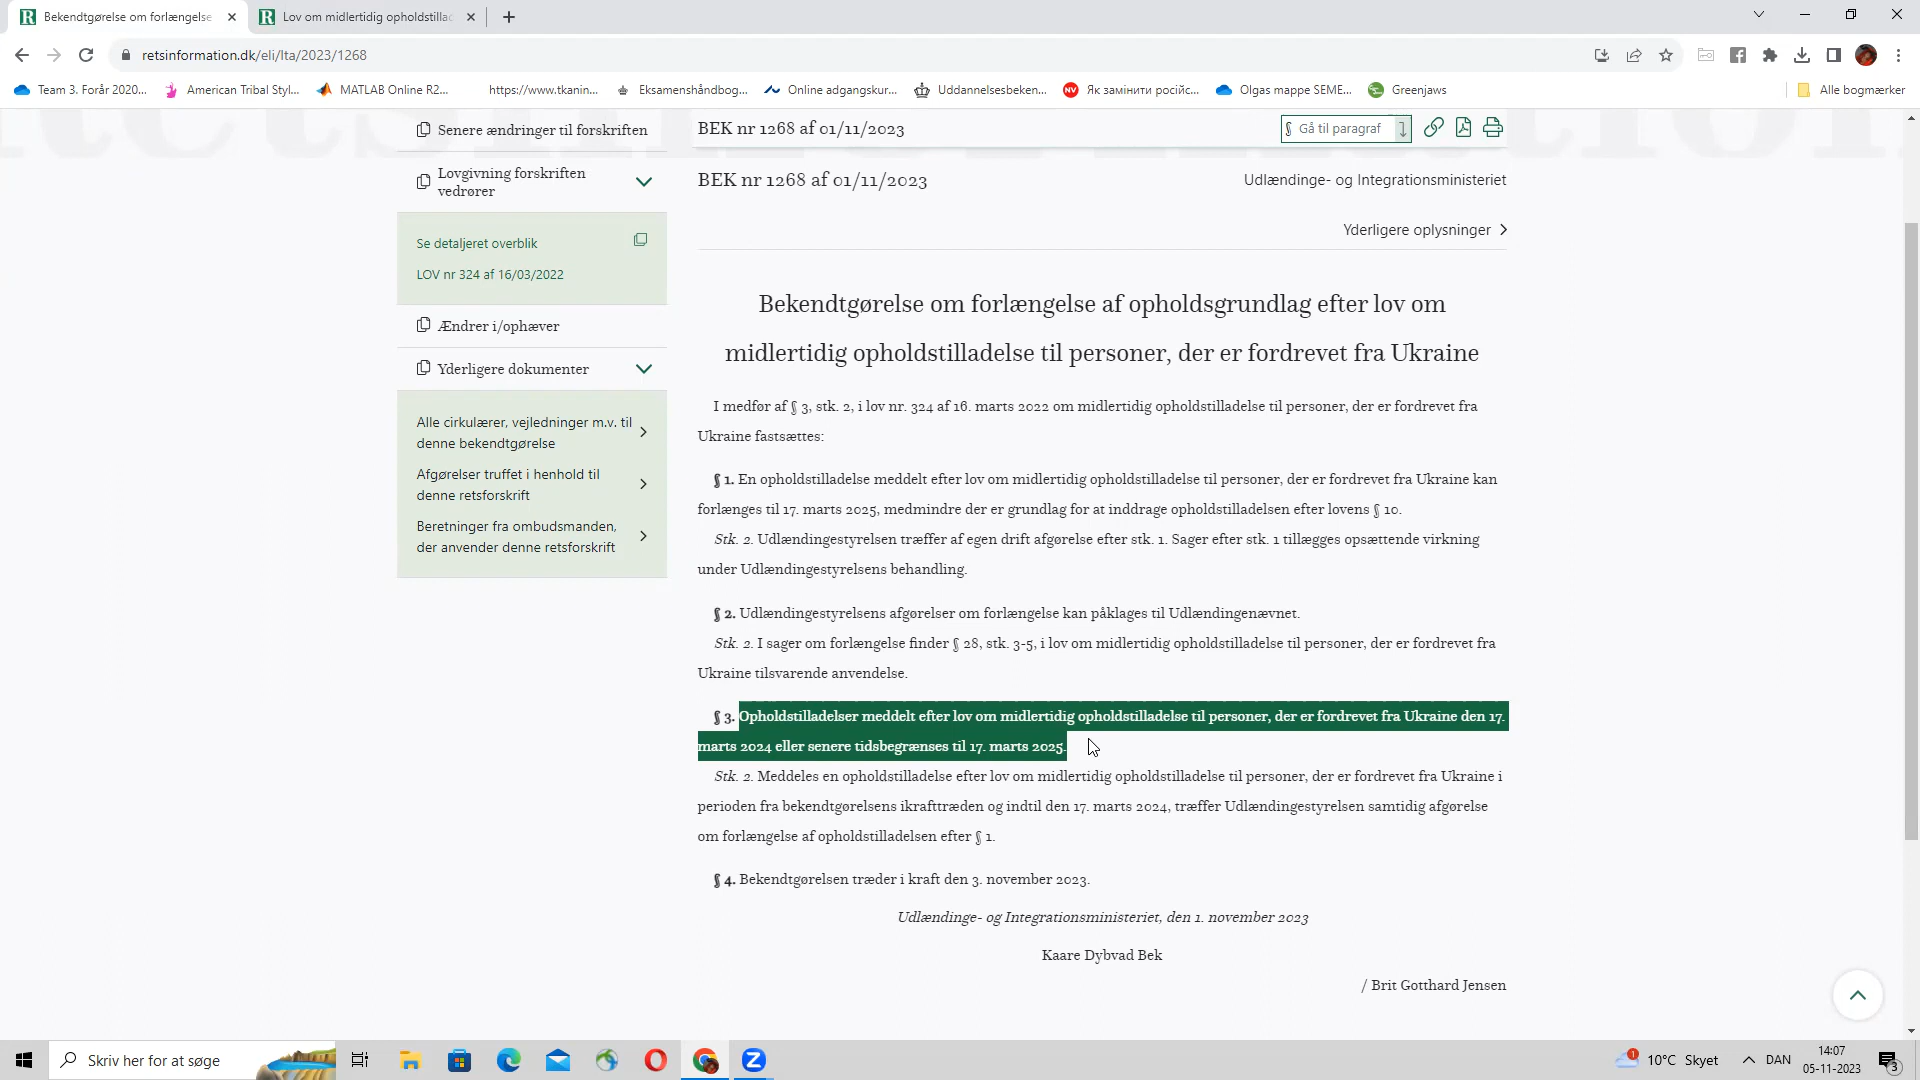 Bekendtgørelse om forlængelse
Lov om midlertidig opholdstillad
retsinformation.dk/eli/lta/2023/1268
Team 3. Forår 2020...
American Tribal Styl...
MATLAB Online R2...
https://www.tkanin...
Eksamenshåndbog...
Online adgangskur...
Uddannelsesbeken...
Як замінити російс...
Olgas mappe SEME...
Greenjaws
Alle bogmærker
Senere ændringer til forskriften
Lovgivning forskriften
vedrører
Se detaljeret overblik
LOV nr 324 af 16/03/2022
Ændrer i/ophæver
Yderligere dokumenter
Alle cirkulærer, vejledninger m.v. til
denne bekendtgørelse
Afgørelser truffet i henhold til
denne retsforskrift
Beretninger fra ombudsmanden,
der anvender denne retsforskrift
BEK nr 1268 af 01/11/2023
§ Gå til paragraf
BEK nr 1268 af 01/11/2023
Udlændinge- og Integrationsministeriet
Yderligere oplysninger
Bekendtgørelse om forlængelse af opholdsgrundlag efter lov om
midlertidig opholdstilladelse til personer, der er fordrevet fra Ukraine
I medfør af § 3, stk. 2, i lov nr. 324 af 16. marts 2022 om midlertidig opholdstilladelse til personer, der er fordrevet fra
Ukraine fastsættes:
§ 1. En opholdstilladelse meddelt efter lov om midlertidig opholdstilladelse til personer, der er fordrevet fra Ukraine kan
forlænges til 17. marts 2025, medmindre der er grundlag for at inddrage opholdstilladelsen efter lovens § 10.
Stk. 2. Udlændingestyrelsen træffer af egen drift afgørelse efter stk. 1. Sager efter stk. 1 tillægges opsættende virkning
under Udlændingestyrelsens behandling.
§ 2. Udlændingestyrelsens afgørelser om forlængelse kan påklages til Udlændingenævnet.
Stk. 2. I sager om forlængelse finder § 28, stk. 3-5, i lov om midlertidig opholdstilladelse til personer, der er fordrevet fra
Ukraine tilsvarende anvendelse.
§ 3. Opholdstilladelser meddelt efter lov om midlertidig opholdstilladelse til personer, der er fordrevet fra Ukraine den 17.
marts 2024 eller senere tidsbegrænses til 17. marts 2025.
Stk. 2. Meddeles en opholdstilladelse efter lov om midlertidig opholdstilladelse til personer, der er fordrevet fra Ukraine i
perioden fra bekendtgørelsens ikrafttræden og indtil den 17. marts 2024, træffer Udlændingestyrelsen samtidig afgørelse
om forlængelse af opholdstilladelsen efter § 1.
§ 4. Bekendtgørelsen træder i kraft den 3. november 2023.
Udlændinge- og Integrationsministeriet, den 1. november 2023
Kaare Dybvad Bek
/ Brit Gotthard Jensen
Skriv her for at søge
1
10°C Skyet
DAN
14:07
05-11-2023
3